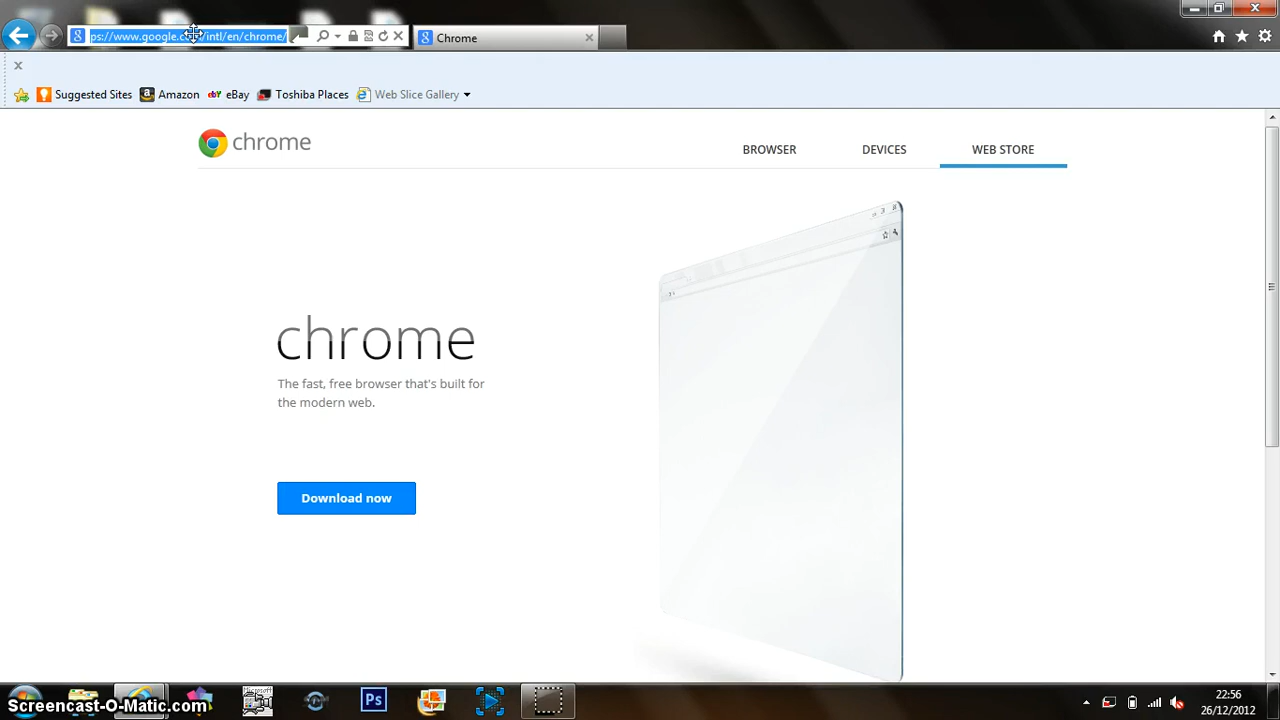 ps://www.google.com/intl/en/chrome/
Chrome
Suggested Sites
Amazon
eBay
Toshiba Places
Web Slice Gallery
chrome
BROWSER
DEVICES
WEB STORE
chrome
The fast, free browser that's built for
the modern web.
Download now
Ps
22:56
26/12/2012
Screencast-O-Matic.com